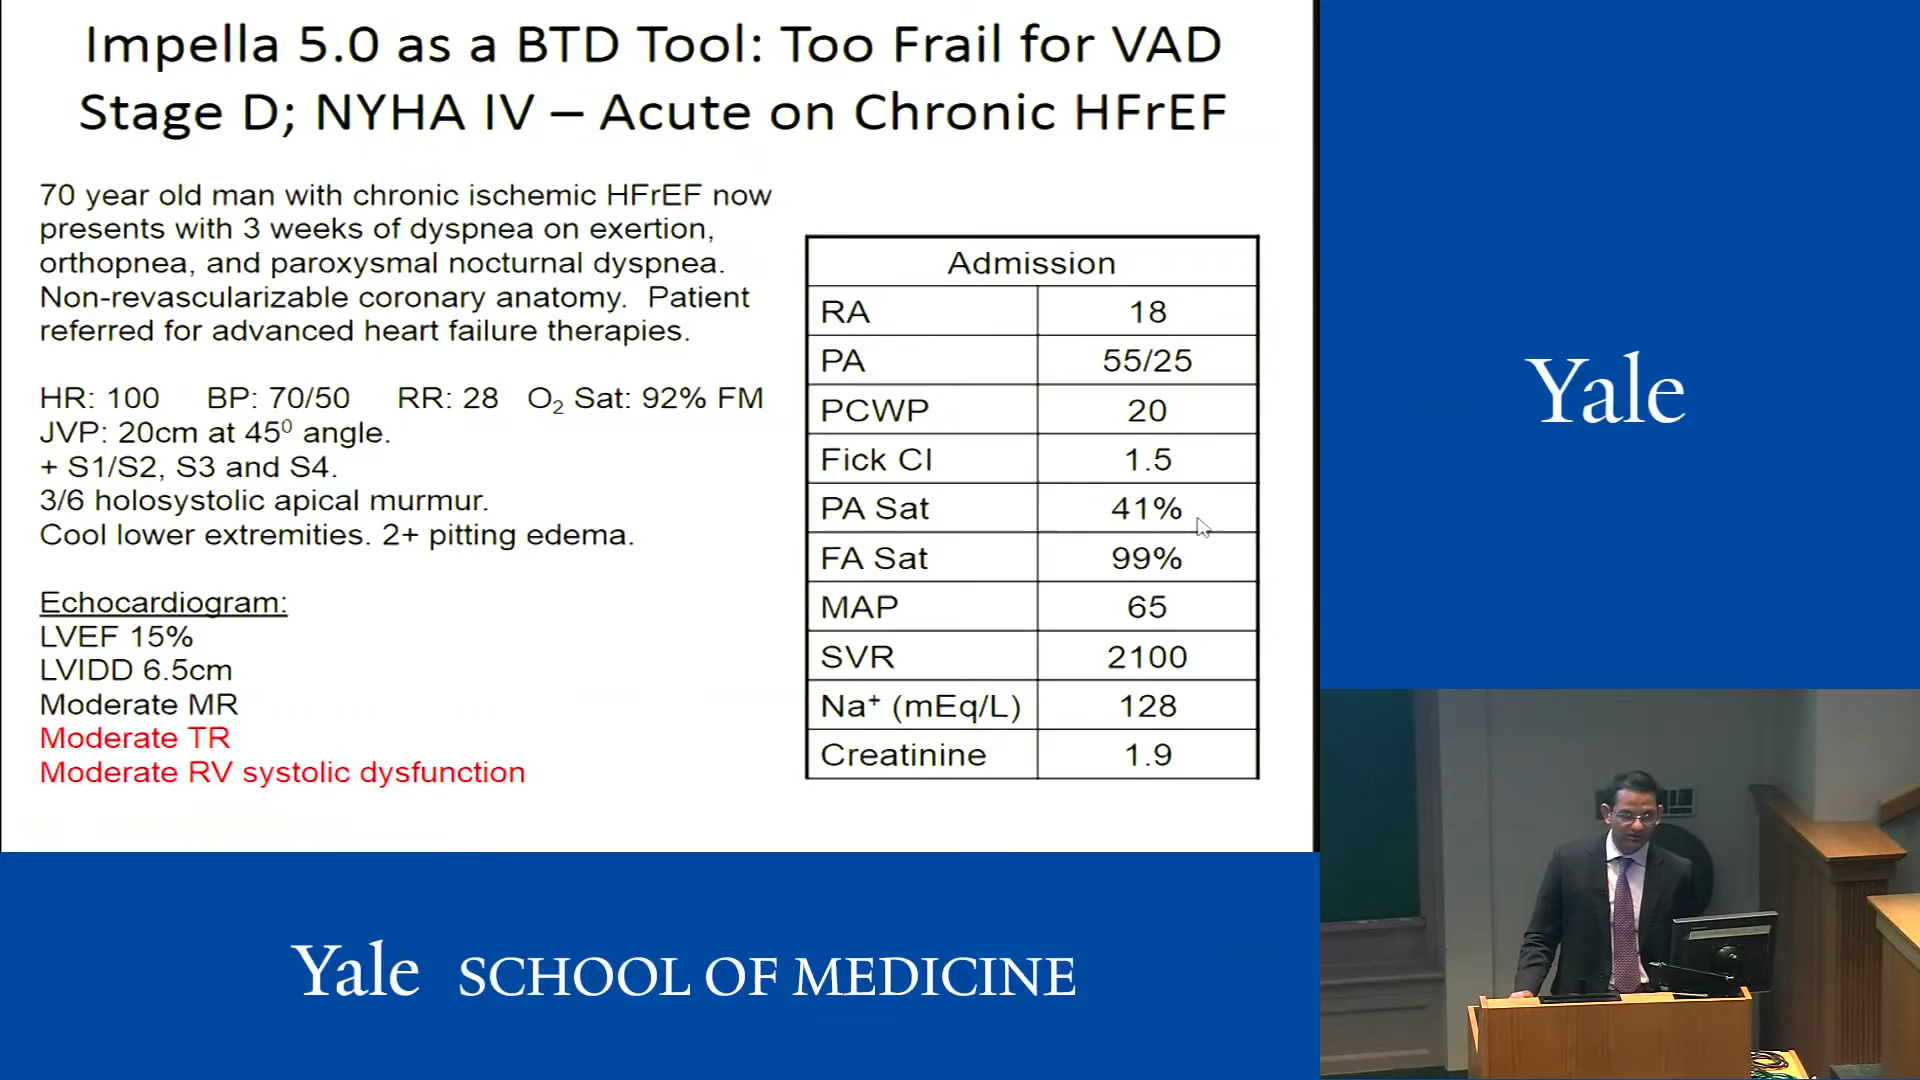 Impella 5.0 as a BTD Tool: Too Frail for VAD
Stage D; NYHA IV – Acute on Chronic HFrEF
70 year old man with chronic ischemic HFrEF now
presents with 3 weeks of dyspnea on exertion,
orthopnea, and paroxysmal nocturnal dyspnea.
Non-revascularizable coronary anatomy. Patient
referred for advanced heart failure therapies.
HR: 100 BP: 70/50 RR: 28 O₂ Sat: 92% FM
JVP: 20cm at 45⁰ angle.
+ S1/S2, S3 and S4.
3/6 holosystolic apical murmur.
Cool lower extremities. 2+ pitting edema.
Echocardiogram:
LVEF 15%
LVIDD 6.5cm
Moderate MR
Moderate TR
Moderate RV systolic dysfunction
Admission
RA 18
PA 55/25
PCWP 20
Fick CI 1.5
PA Sat 41%
FA Sat 99%
MAP 65
SVR 2100
Na⁺ (mEq/L) 128
Creatinine 1.9
Yale
Yale SCHOOL OF MEDICINE